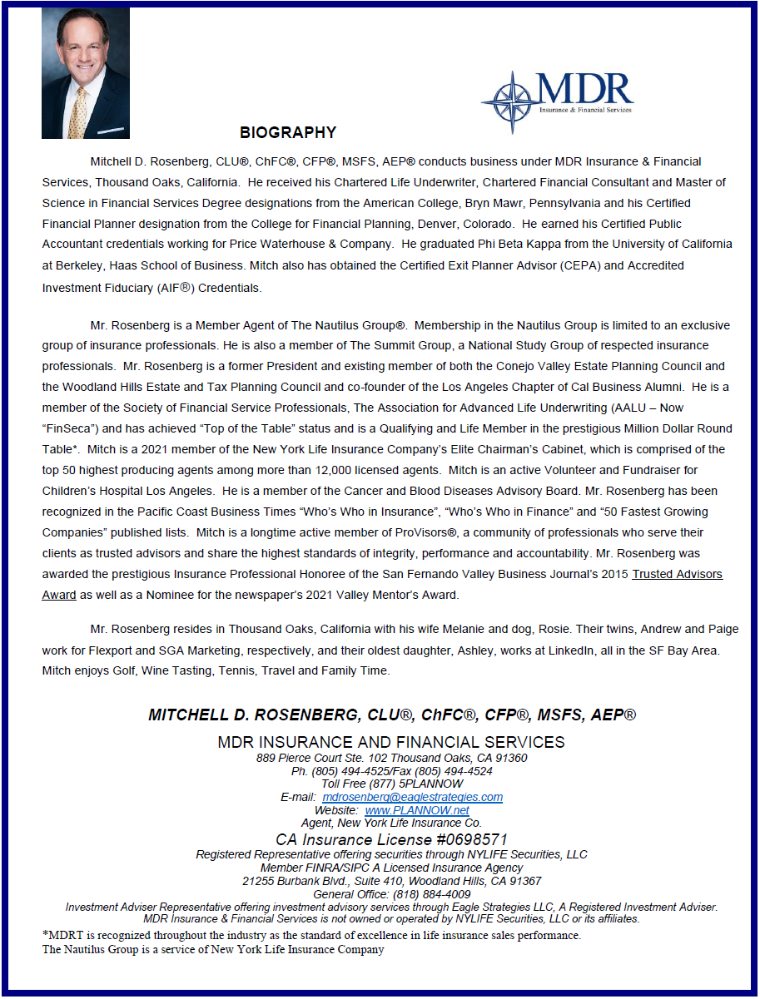 MDR
Insurance & Financial Services
BIOGRAPHY
Mitchell D. Rosenberg, CLU®, ChFC®, CFP®, MSFS, AEP® conducts business under MDR Insurance & Financial
Services, Thousand Oaks, California. He received his Chartered Life Underwriter, Chartered Financial Consultant and Master of
Science in Financial Services Degree designations from the American College, Bryn Mawr, Pennsylvania and his Certified
Financial Planner designation from the College for Financial Planning, Denver, Colorado. He earned his Certified Public
Accountant credentials working for Price Waterhouse & Company. He graduated Phi Beta Kappa from the University of California
at Berkeley, Haas School of Business. Mitch also has obtained the Certified Exit Planner Advisor (CEPA) and Accredited
Investment Fiduciary (AIF®) Credentials.
Mr. Rosenberg is a Member Agent of The Nautilus Group®. Membership in the Nautilus Group is limited to an exclusive
group of insurance professionals. He is also a member of The Summit Group, a National Study Group of respected insurance
professionals. Mr. Rosenberg is a former President and existing member of both the Conejo Valley Estate Planning Council and
the Woodland Hills Estate and Tax Planning Council and co-founder of the Los Angeles Chapter of Cal Business Alumni. He is a
member of the Society of Financial Service Professionals, The Association for Advanced Life Underwriting (AALU – Now
“FinSeca”) and has achieved “Top of the Table” status and is a Qualifying and Life Member in the prestigious Million Dollar Round
Table*. Mitch is a 2021 member of the New York Life Insurance Company’s Elite Chairman’s Cabinet, which is comprised of the
top 50 highest producing agents among more than 12,000 licensed agents. Mitch is an active Volunteer and Fundraiser for
Children’s Hospital Los Angeles. He is a member of the Cancer and Blood Diseases Advisory Board. Mr. Rosenberg has been
recognized in the Pacific Coast Business Times “Who’s Who in Insurance”, “Who’s Who in Finance” and “50 Fastest Growing
Companies” published lists. Mitch is a longtime active member of ProVisors®, a community of professionals who serve their
clients as trusted advisors and share the highest standards of integrity, performance and accountability. Mr. Rosenberg was
awarded the prestigious Insurance Professional Honoree of the San Fernando Valley Business Journal’s 2015 Trusted Advisors
Award as well as a Nominee for the newspaper’s 2021 Valley Mentor’s Award.
Mr. Rosenberg resides in Thousand Oaks, California with his wife Melanie and dog, Rosie. Their twins, Andrew and Paige
work for Flexport and SGA Marketing, respectively, and their oldest daughter, Ashley, works at LinkedIn, all in the SF Bay Area.
Mitch enjoys Golf, Wine Tasting, Tennis, Travel and Family Time.
MITCHELL D. ROSENBERG, CLU®, ChFC®, CFP®, MSFS, AEP®
MDR INSURANCE AND FINANCIAL SERVICES
889 Pierce Court Ste. 102 Thousand Oaks, CA 91360
Ph. (805) 494-4525/Fax (805) 494-4524
Toll Free (877) 5PLANNOW
E-mail: mdrosenberg@eaglestrategies.com
Website: www.PLANNOW.net
Agent, New York Life Insurance Co.
CA Insurance License #0698571
Registered Representative offering securities through NYLIFE Securities, LLC
Member FINRA/SIPC A Licensed Insurance Agency
21255 Burbank Blvd., Suite 410, Woodland Hills, CA 91367
General Office: (818) 884-4009
Investment Adviser Representative offering investment advisory services through Eagle Strategies LLC, A Registered Investment Adviser.
MDR Insurance & Financial Services is not owned or operated by NYLIFE Securities, LLC or its affiliates.
*MDRT is recognized throughout the industry as the standard of excellence in life insurance sales performance.
The Nautilus Group is a service of New York Life Insurance Company